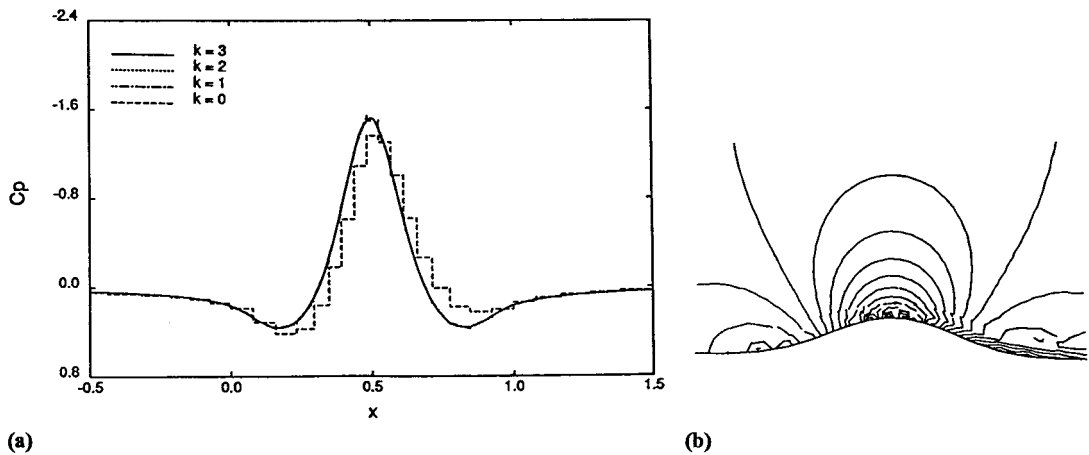 -2.4
-1.6
-0.8
0.0
0.8
Cp
k = 3
k = 2
k = 1
k = 0
-0.5
0.0
0.5
1.0
1.5
x
(a)
(b)